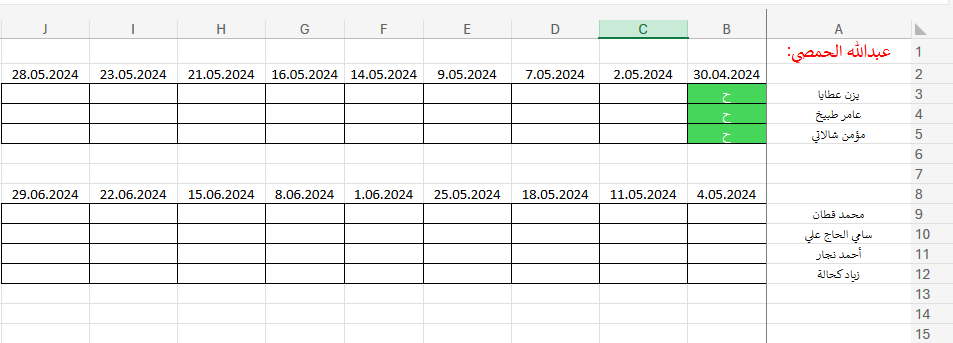 A B C D E F G H I J
1 عبدالله الحمصي:
2 30.04.2024 2.05.2024 7.05.2024 9.05.2024 14.05.2024 16.05.2024 21.05.2024 23.05.2024 28.05.2024
3 يزن عطايا ح
4 عامر طبيخ ح
5 مؤمن شالاتي ح
6
7
8 4.05.2024 11.05.2024 18.05.2024 25.05.2024 1.06.2024 8.06.2024 15.06.2024 22.06.2024 29.06.2024
9 محمد قطان
10 سامي الحاج علي
11 أحمد نجار
12 زياد كحالة
13
14
15